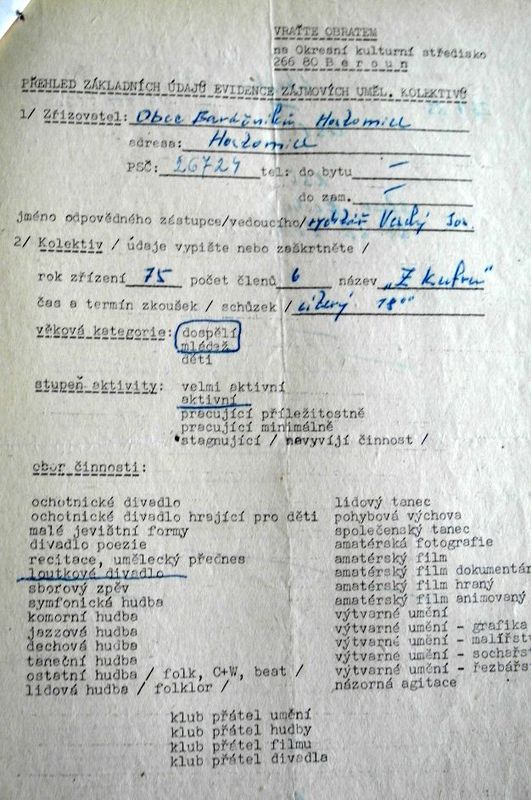 VRAŤTE OBRATEM
na Okresní kulturní středisko
266 80 Beroun
PŘEHLED ZÁKLADNÍCH ÚDAJŮ EVIDENCE ZÁJMOVÝCH UMĚL. KOLEKTIVŮ
1/ Zřizovatel: Obec Baráčníků Hostomice
adresa: Hostomice
PSČ: 26724 tel: do bytu —
do zam. —
jméno odpovědného zástupce/vedoucího/ rychtář Veselý
2/ Kolektiv / údaje vypište nebo zaškrtněte /
rok zřízení 75 počet členů 6 název „Z kufru"
čas a termín zkoušek / schůzek / úterý 18°°
věková kategorie: dospělí
mládež
děti
stupeň aktivity: velmi aktivní
aktivní
pracující příležitostně
pracující minimálně
stagnující / nevyvíjí činnost /
obor činnosti:
ochotnické divadlo
ochotnické divadlo hrající pro děti
malé jevištní formy
divadlo poezie
recitace, umělecký přednes
loutkové divadlo
sborový zpěv
symfonická hudba
komorní hudba
jazzová hudba
dechová hudba
taneční hudba
ostatní hudba / folk, C+W, beat /
lidová hudba / folklor /
lidový tanec
pohybová výchova
společenský tanec
amatérská fotografie
amatérský film
amatérský film dokumentár
amatérský film hraný
amatérský film animovaný
výtvarné umění
výtvarné umění - grafika
výtvarné umění - malířstv
výtvarné umění - sochařst
výtvarné umění - řezbářs
názorná agitace
klub přátel umění
klub přátel hudby
klub přátel filmu
klub přátel divadla